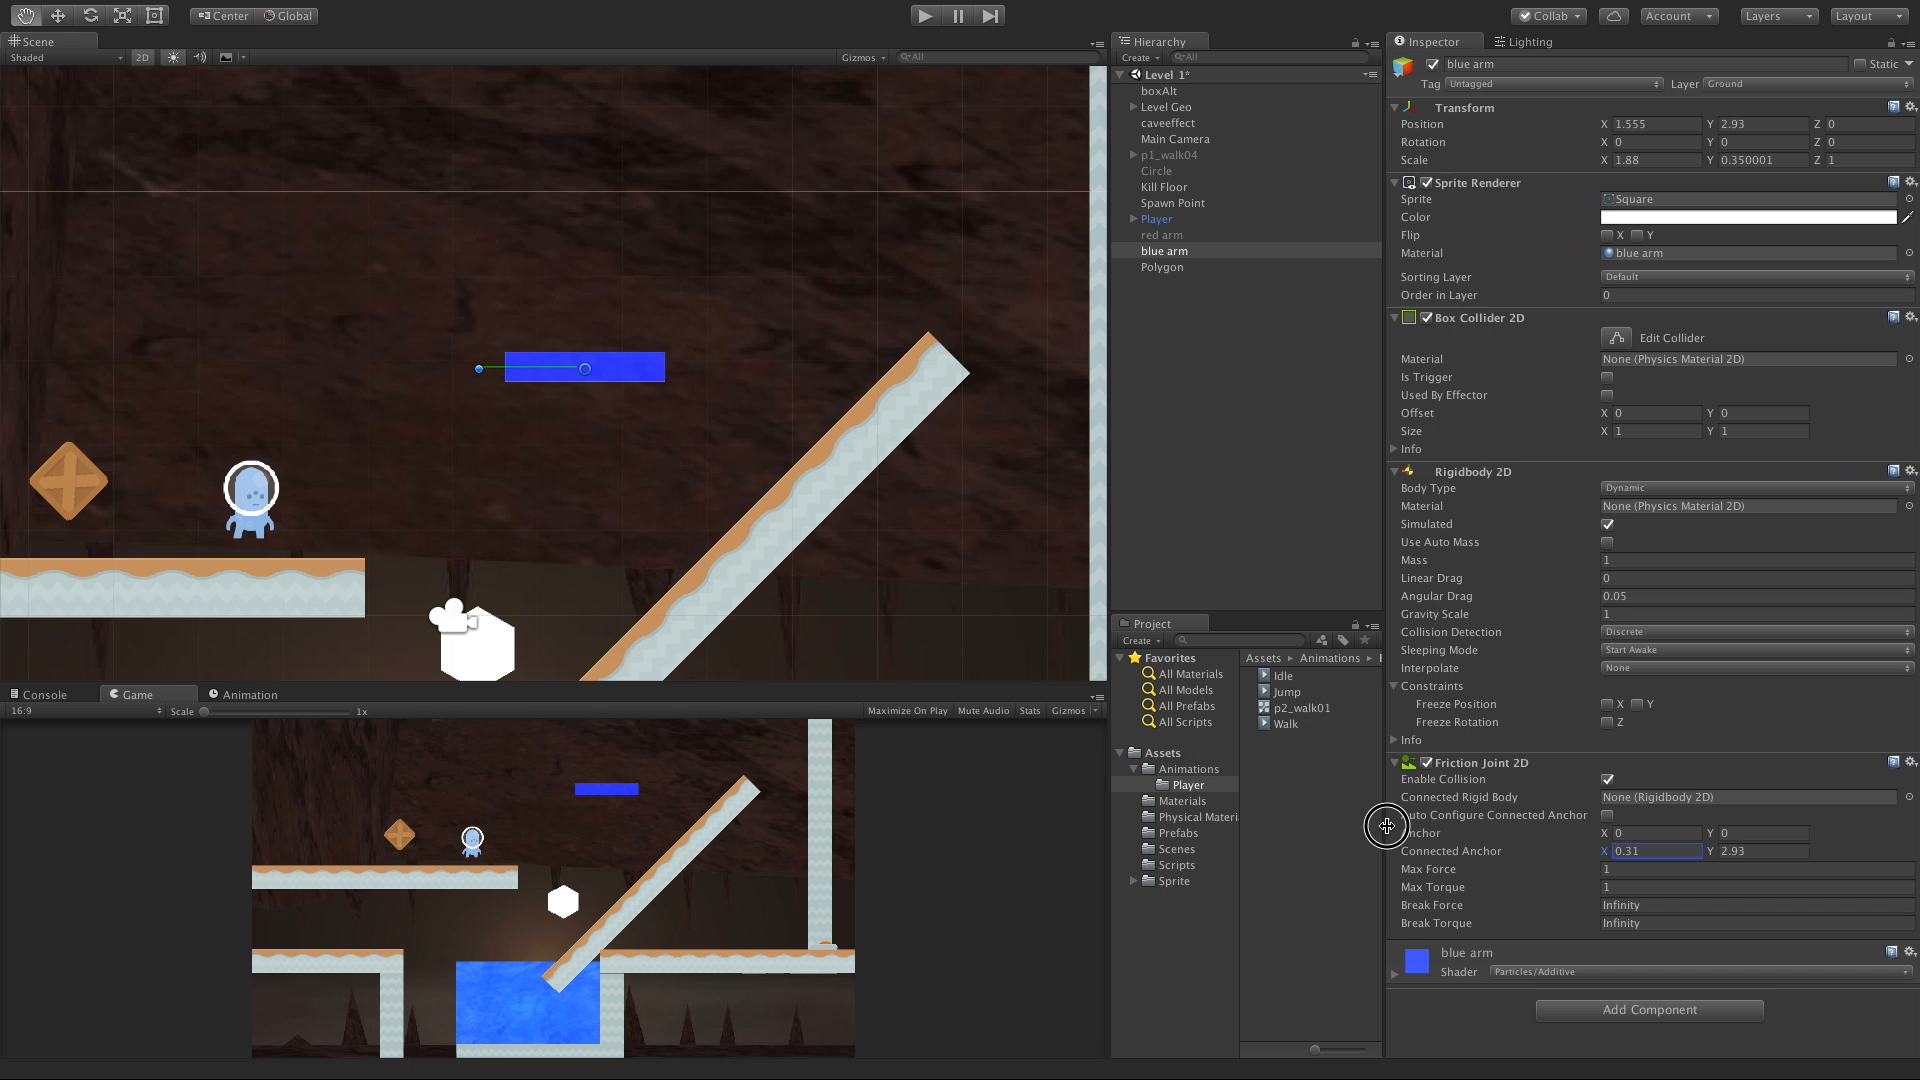 Center Global
Collab Account Layers Layout
Scene
Shaded 2D Gizmos All
Hierarchy
Create All
Level 1*
boxAlt
Level Geo
caveeffect
Main Camera
p1_walk04
Circle
Kill Floor
Spawn Point
Player
red arm
blue arm
Polygon
Console Game Animation
16:9 Scale 1x Maximize On Play Mute Audio Stats Gizmos
Project
Create
Favorites
All Materials
All Models
All Prefabs
All Scripts
Assets
Animations
Player
Materials
Physical Materi
Prefabs
Scenes
Scripts
Sprite
Assets Animations
Idle
Jump
p2_walk01
Walk
Inspector Lighting
blue arm Static
Tag Untagged Layer Ground
Transform
Position X 1.555 Y 2.93 Z 0
Rotation X 0 Y 0 Z 0
Scale X 1.88 Y 0.350001 Z 1
Sprite Renderer
Sprite Square
Color
Flip X Y
Material blue arm
Sorting Layer Default
Order in Layer 0
Box Collider 2D
Edit Collider
Material None (Physics Material 2D)
Is Trigger
Used By Effector
Offset X 0 Y 0
Size X 1 Y 1
Info
Rigidbody 2D
Body Type Dynamic
Material None (Physics Material 2D)
Simulated
Use Auto Mass
Mass 1
Linear Drag 0
Angular Drag 0.05
Gravity Scale 1
Collision Detection Discrete
Sleeping Mode Start Awake
Interpolate None
Constraints
Freeze Position X Y
Freeze Rotation Z
Info
Friction Joint 2D
Enable Collision
Connected Rigid Body None (Rigidbody 2D)
uto Configure Connected Anchor
nchor X 0 Y 0
Connected Anchor X 0.31 Y 2.93
Max Force 1
Max Torque 1
Break Force Infinity
Break Torque Infinity
blue arm
Shader Particles/Additive
Add Component